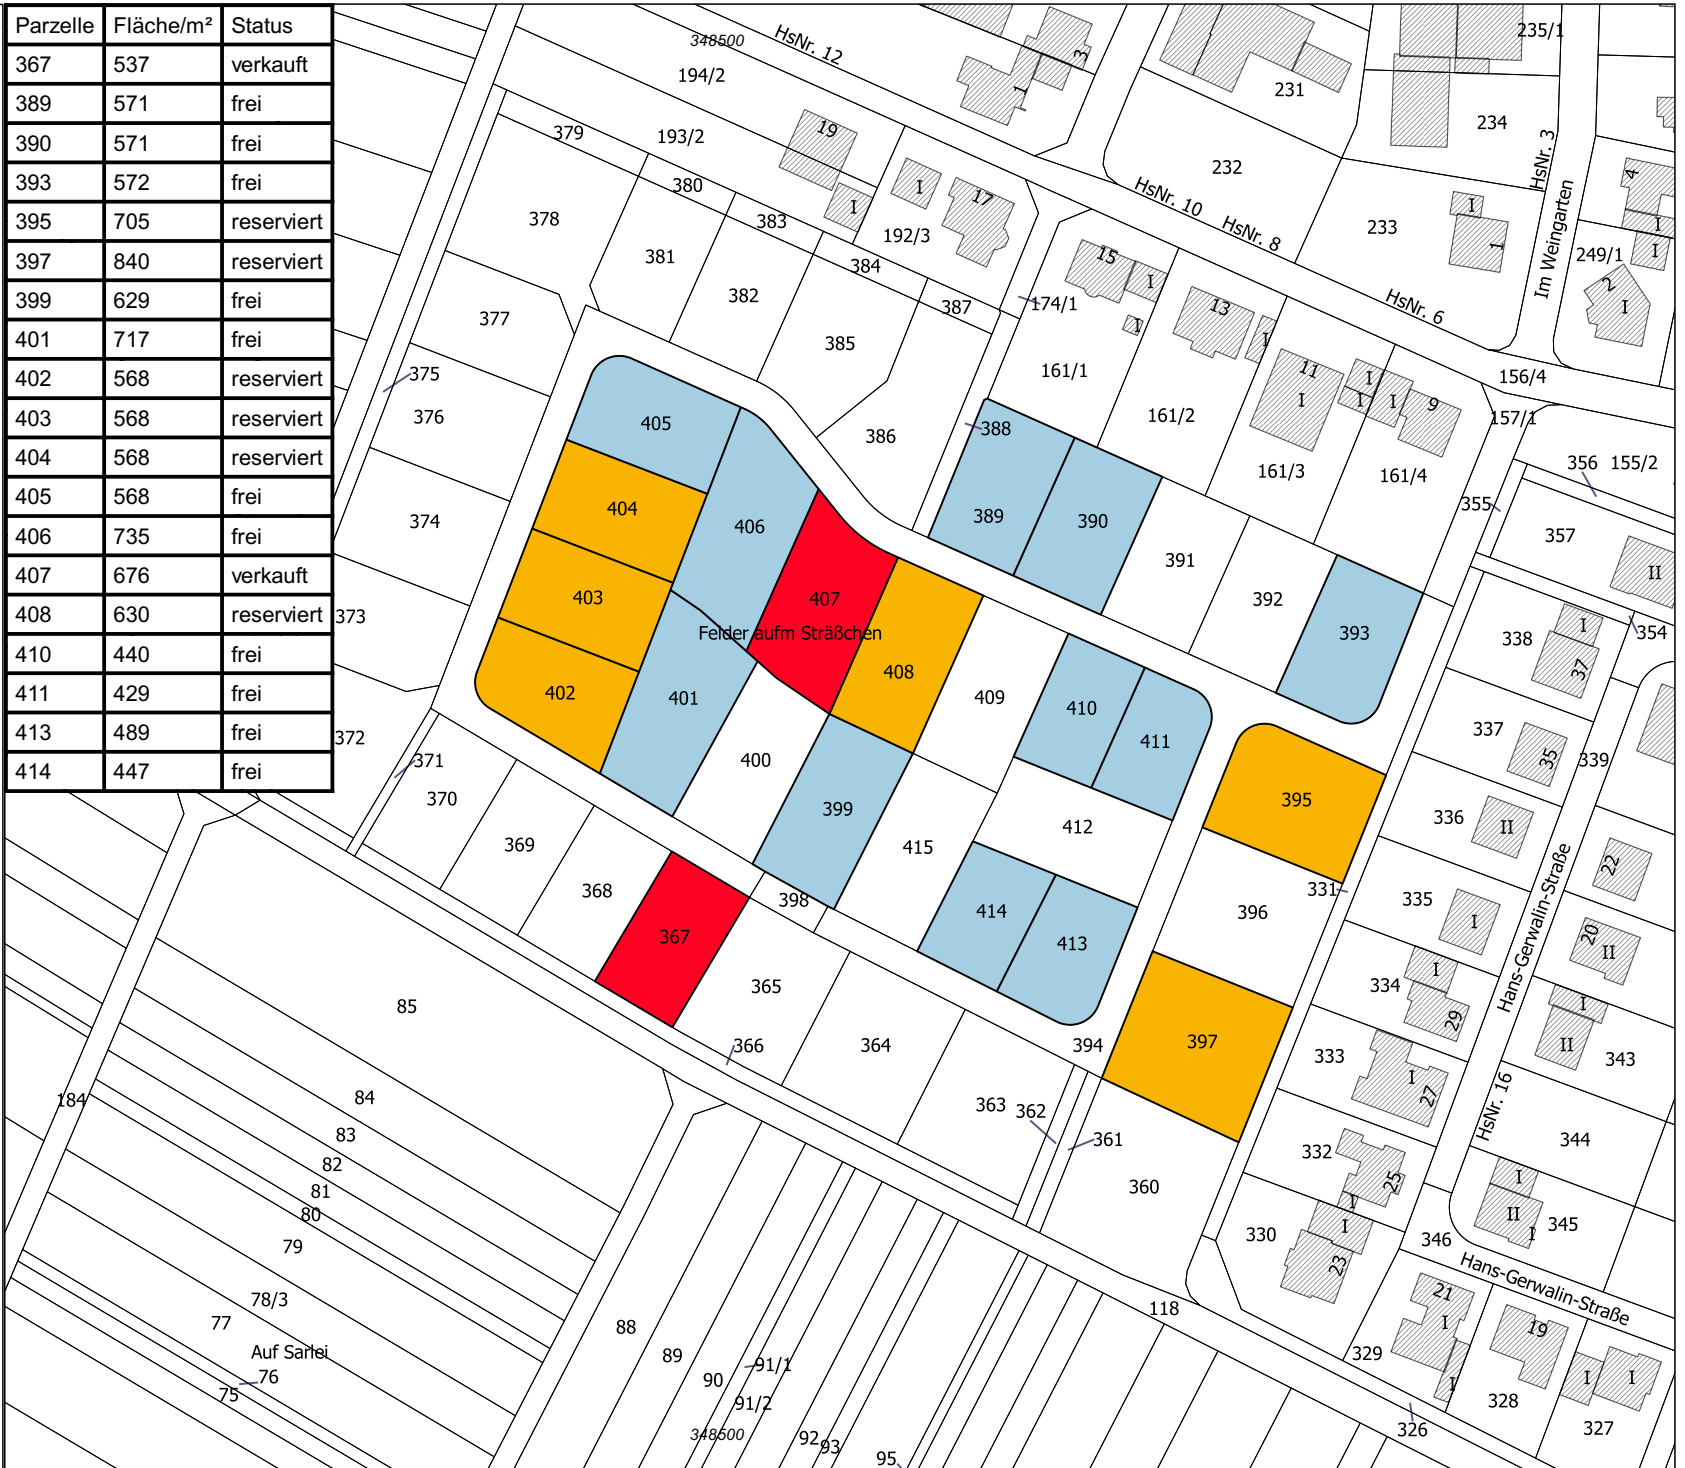 Parzelle Fläche/m² Status
367 537 verkauft
389 571 frei
390 571 frei
393 572 frei
395 705 reserviert
397 840 reserviert
399 629 frei
401 717 frei
402 568 reserviert
403 568 reserviert
404 568 reserviert
405 568 frei
406 735 frei
407 676 verkauft
408 630 reserviert
410 440 frei
411 429 frei
413 489 frei
414 447 frei
348500
HsNr. 12
194/2
3
1
231
235/1
234
HsNr. 3
4
I
I
379
193/2
19
I
380
I
17
232
HsNr. 10
HsNr. 8
233
I
1
Im Weingarten
249/1
2
I
378
383
192/3
381
384
382
387
174/1
15
I
I
13
I
HsNr. 6
377
385
161/1
11
I
I
I
I
9
156/4
157/1
375
376
405
386
388
161/2
161/3
161/4
356
155/2
355
357
II
374
404
406
389
390
391
392
393
373
403
407
Felder aufm Sträßchen
408
338
I
37
354
402
401
409
410
411
337
35
339
372
371
400
370
399
395
336
II
412
415
369
22
368
398
331
335
I
396
414
413
367
20
II
365
334
I
29
Hans-Gerwalin-Straße
85
366
364
394
397
333
I
27
I
II
343
HsNr. 16
184
84
83
82
81
80
79
363
362
361
360
332
25
I
344
I
II
I
345
330
I
23
346
Hans-Gerwalin-Straße
78/3
77
Auf Sarlei
76
75
88
89
90
91/1
91/2
348500
92
93
95
118
21
I
I
19
I
I
329
328
327
326